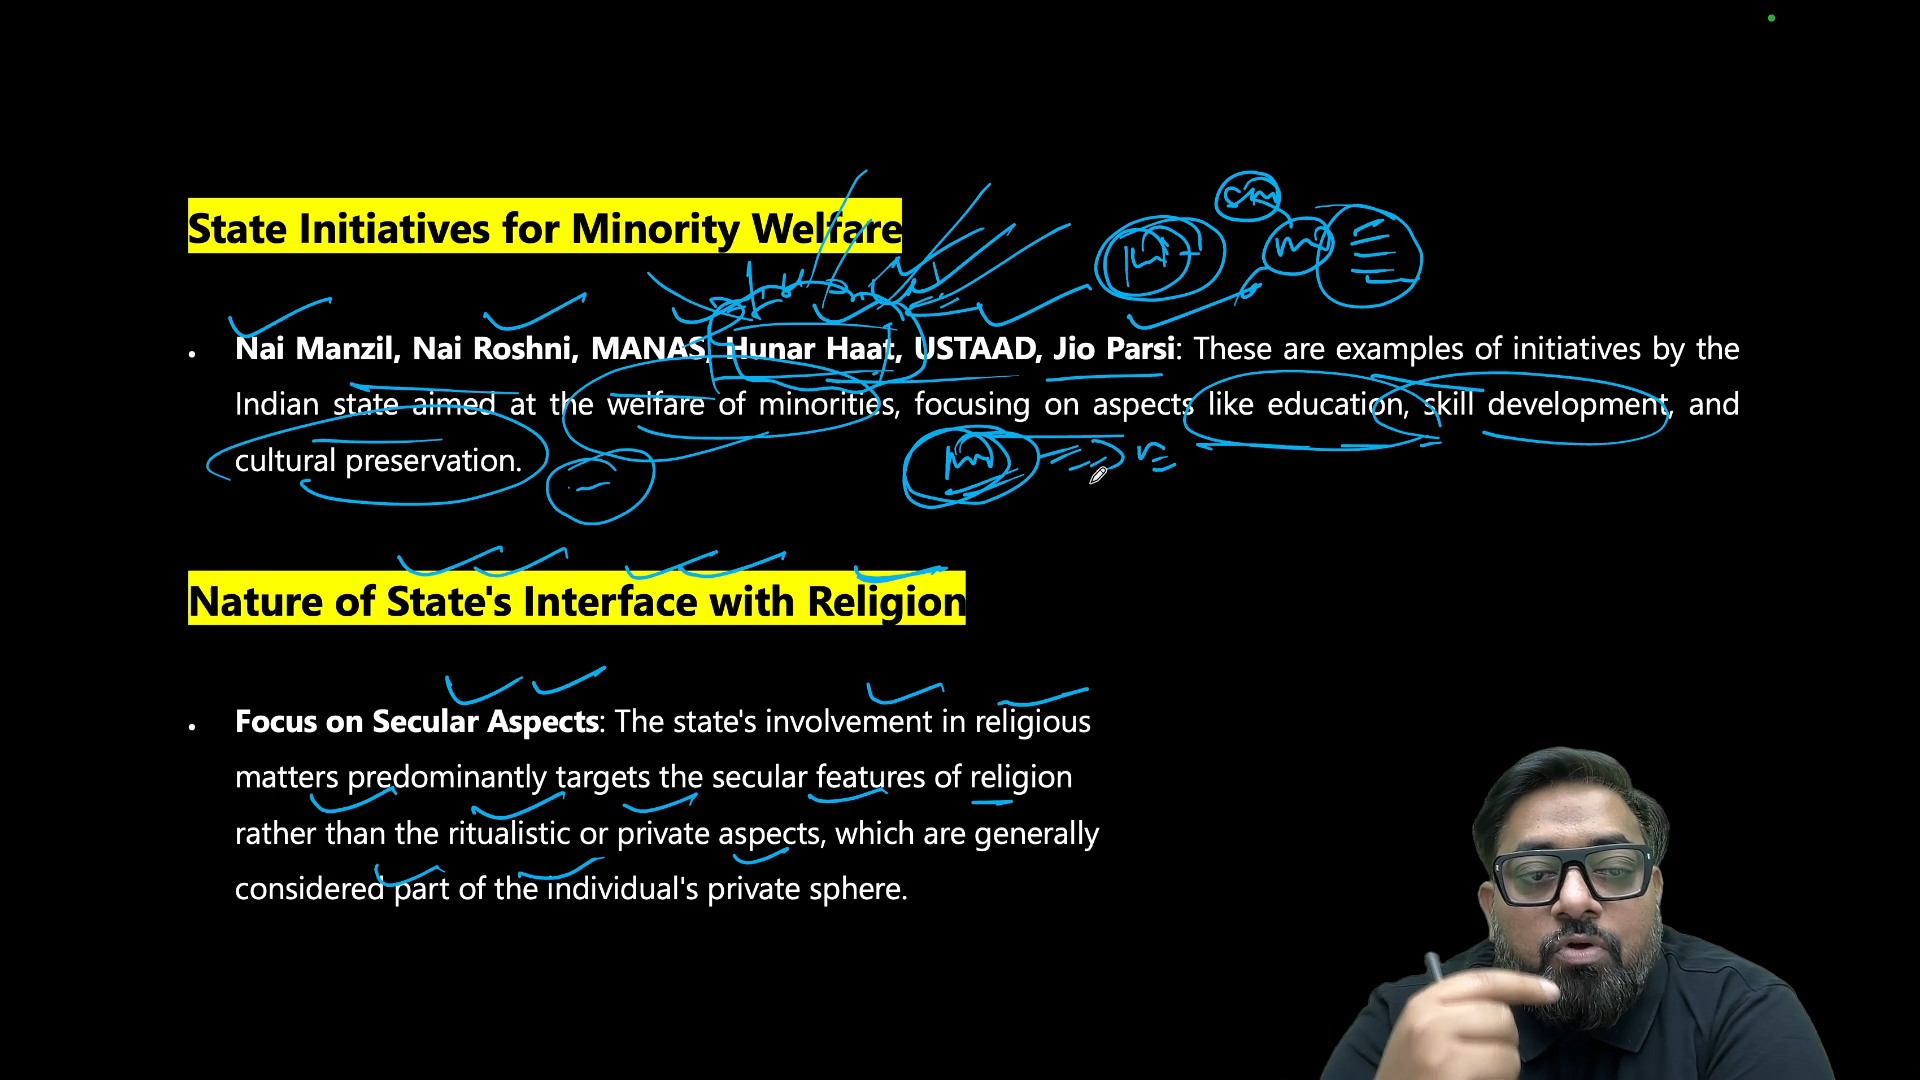 State Initiatives for Minority Welfare
• Nai Manzil, Nai Roshni, MANAS, Hunar Haat, USTAAD, Jio Parsi: These are examples of initiatives by the
Indian state aimed at the welfare of minorities, focusing on aspects like education, skill development, and
cultural preservation.
Nature of State's Interface with Religion
• Focus on Secular Aspects: The state's involvement in religious
matters predominantly targets the secular features of religion
rather than the ritualistic or private aspects, which are generally
considered part of the individual's private sphere.